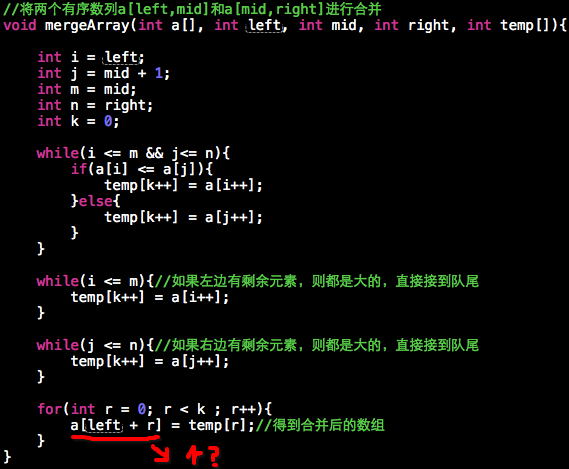 //将两个有序数列a[left,mid]和a[mid,right]进行合并
void mergeArray(int a[], int left, int mid, int right, int temp[]){
int i = left;
int j = mid + 1;
int m = mid;
int n = right;
int k = 0;
while(i <= m && j<= n){
if(a[i] <= a[j]){
temp[k++] = a[i++];
}else{
temp[k++] = a[j++];
}
}
while(i <= m){//如果左边有剩余元素，则都是大的，直接接到队尾
temp[k++] = a[i++];
}
while(j <= n){//如果右边有剩余元素，则都是大的，直接接到队尾
temp[k++] = a[j++];
}
for(int r = 0; r < k ; r++){
a[left + r] = temp[r];//得到合并后的数组
}
}